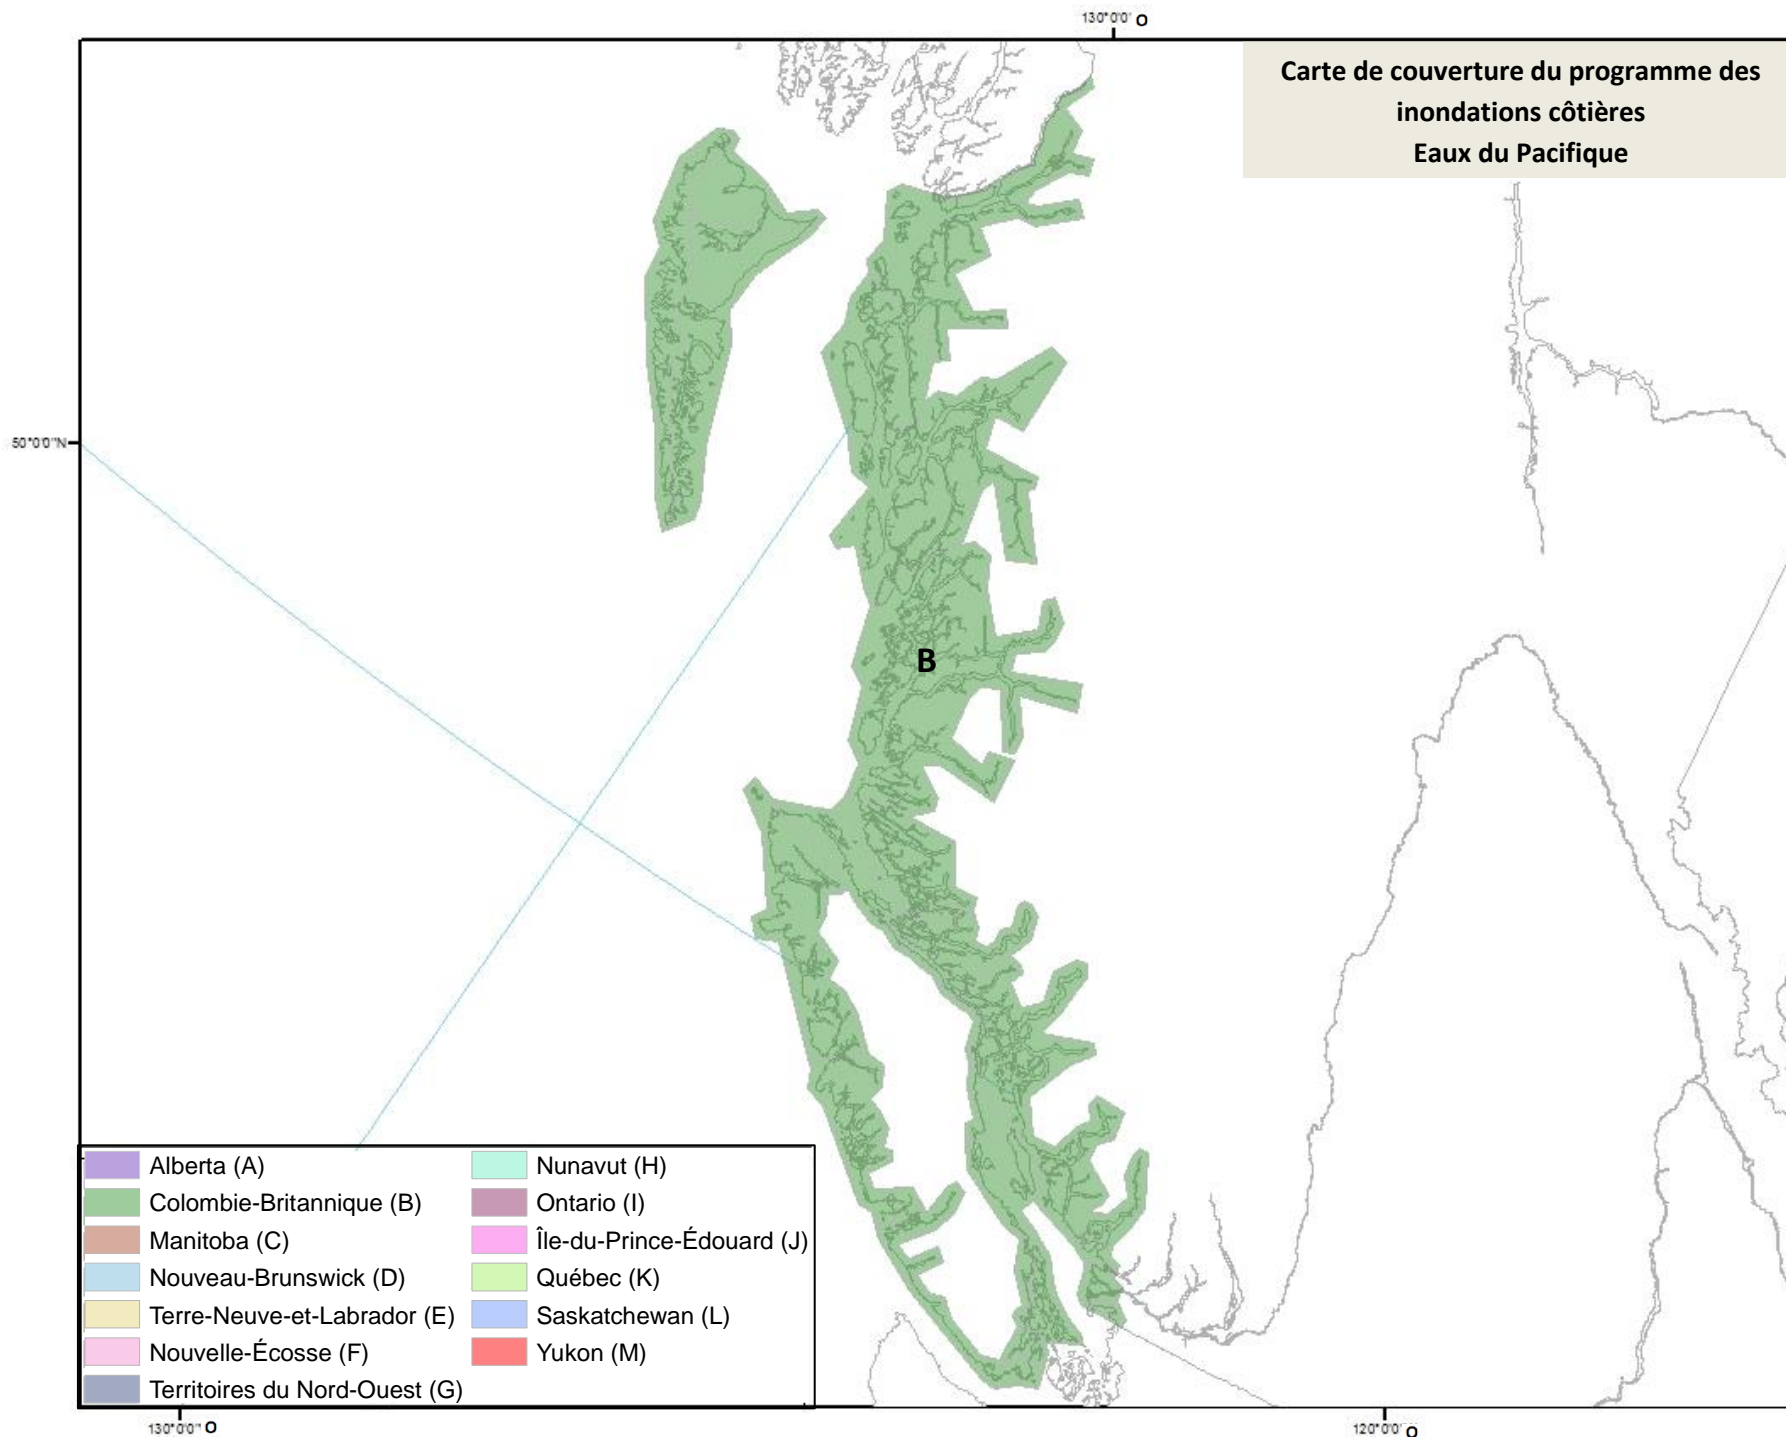 130°0'0" O
Carte de couverture du programme des
inondations côtières
Eaux du Pacifique
50°0'0"N
B
Alberta (A)
Colombie-Britannique (B)
Manitoba (C)
Nouveau-Brunswick (D)
Terre-Neuve-et-Labrador (E)
Nouvelle-Écosse (F)
Territoires du Nord-Ouest (G)
Nunavut (H)
Ontario (I)
Île-du-Prince-Édouard (J)
Québec (K)
Saskatchewan (L)
Yukon (M)
130°0'0" O
120°0'0" O